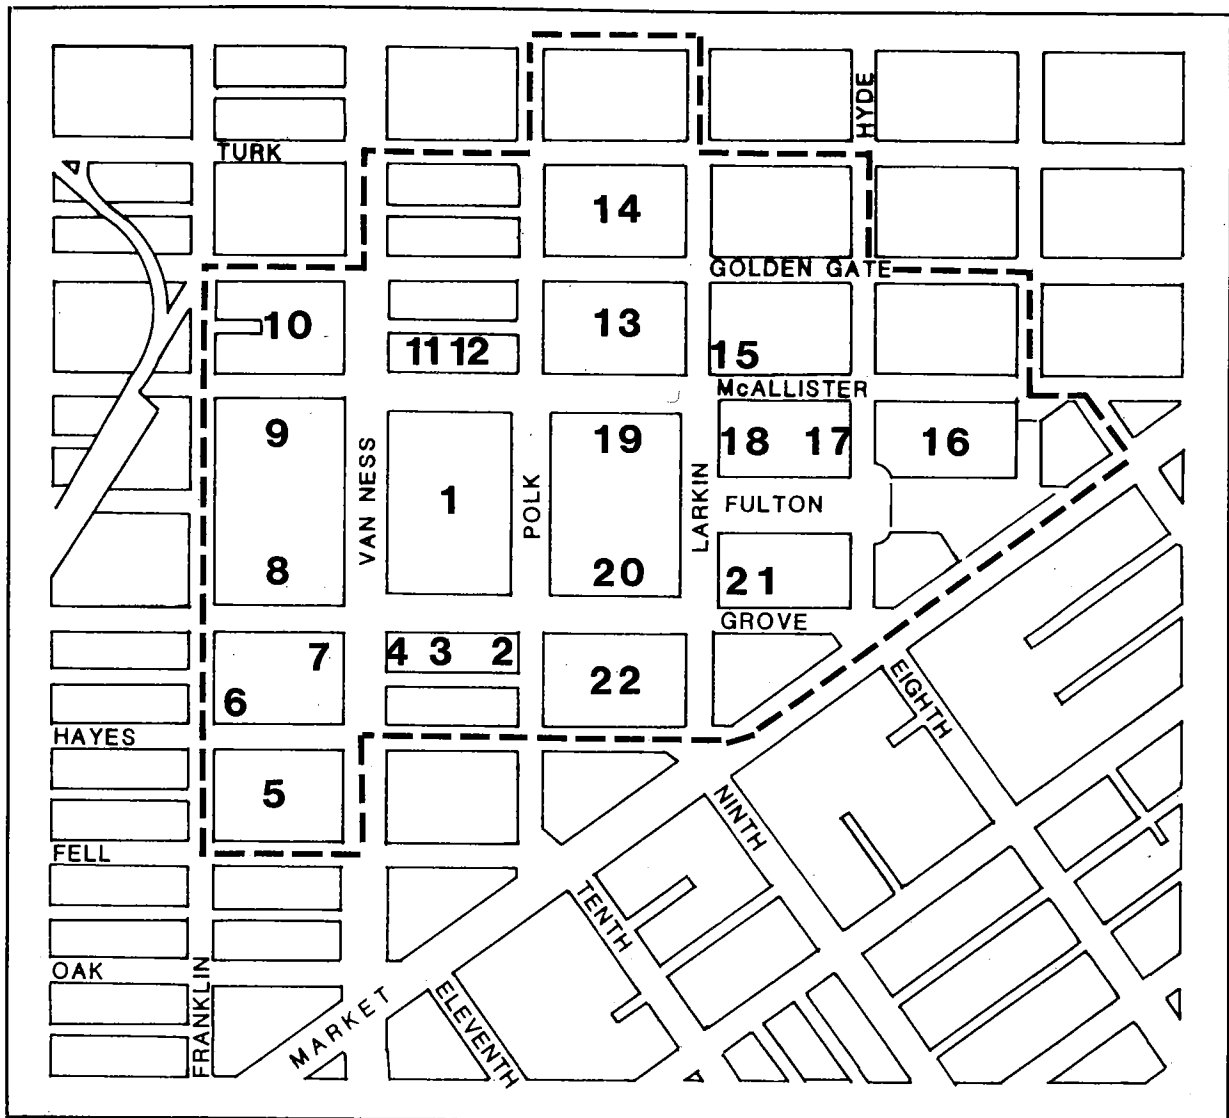 HYDE
TURK
14
GOLDEN GATE
10
13
11 12
15
McALLISTER
9
19
18
17
16
VAN NESS
1
POLK
LARKIN
FULTON
8
20
21
GROVE
7
4
3
2
22
6
EIGHTH
HAYES
5
NINTH
FELL
TENTH
OAK
FRANKLIN
MARKET
ELEVENTH